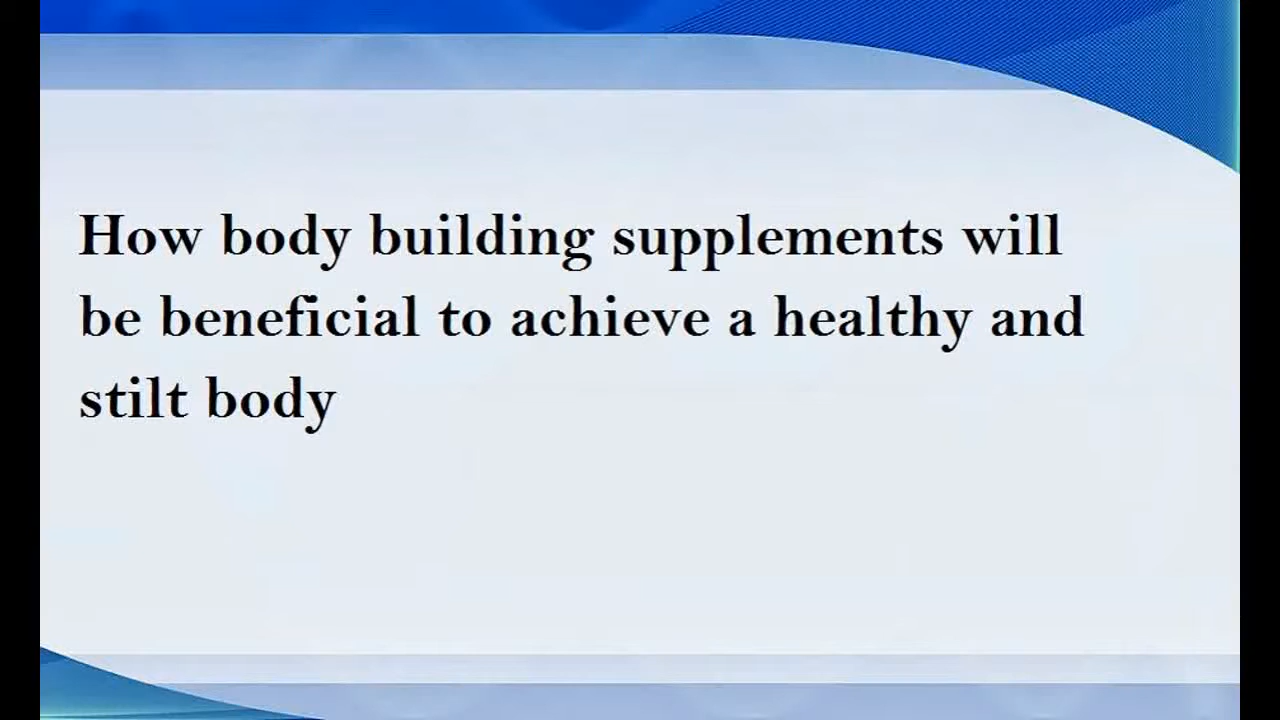 How body building supplements will
be beneficial to achieve a healthy and
stilt body